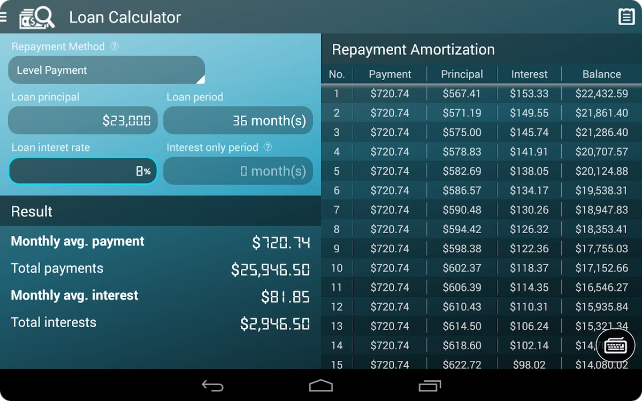 Loan Calculator
Repayment Method ?
Level Payment
Loan principal Loan period
$23,000 36 month(s)
Loan interet rate Interest only period ?
8% 0 month(s)
Result
Monthly avg. payment $720.74
Total payments $25,946.50
Monthly avg. interest $81.85
Total interests $2,946.50
Repayment Amortization
No. Payment Principal Interest Balance
1 $720.74 $567.41 $153.33 $22,432.59
2 $720.74 $571.19 $149.55 $21,861.40
3 $720.74 $575.00 $145.74 $21,286.40
4 $720.74 $578.83 $141.91 $20,707.57
5 $720.74 $582.69 $138.05 $20,124.88
6 $720.74 $586.57 $134.17 $19,538.31
7 $720.74 $590.48 $130.26 $18,947.83
8 $720.74 $594.42 $126.32 $18,353.41
9 $720.74 $598.38 $122.36 $17,755.03
10 $720.74 $602.37 $118.37 $17,152.66
11 $720.74 $606.39 $114.35 $16,546.27
12 $720.74 $610.43 $110.31 $15,935.84
13 $720.74 $614.50 $106.24 $15,321.34
14 $720.74 $618.60 $102.14 $14,
15 $720.74 $622.72 $98.02 $14,080.02